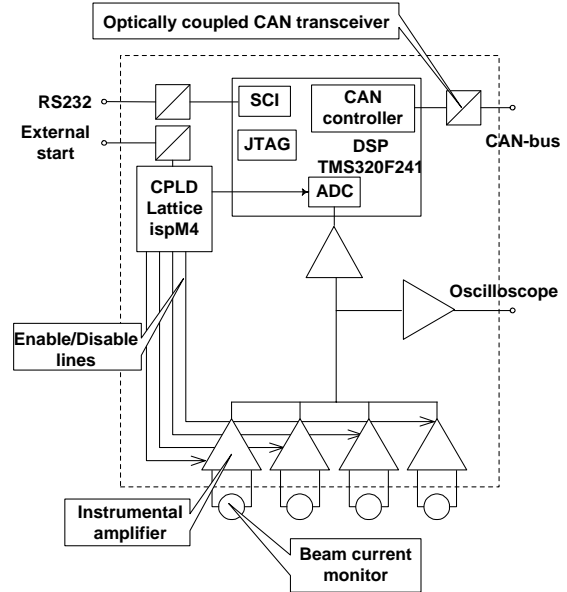 Optically coupled CAN transceiver
RS232
SCI
CAN
controller
External
start
JTAG
DSP
TMS320F241
CAN-bus
CPLD
Lattice
ispM4
ADC
Oscilloscope
Enable/Disable
lines
Instrumental
amplifier
Beam current
monitor